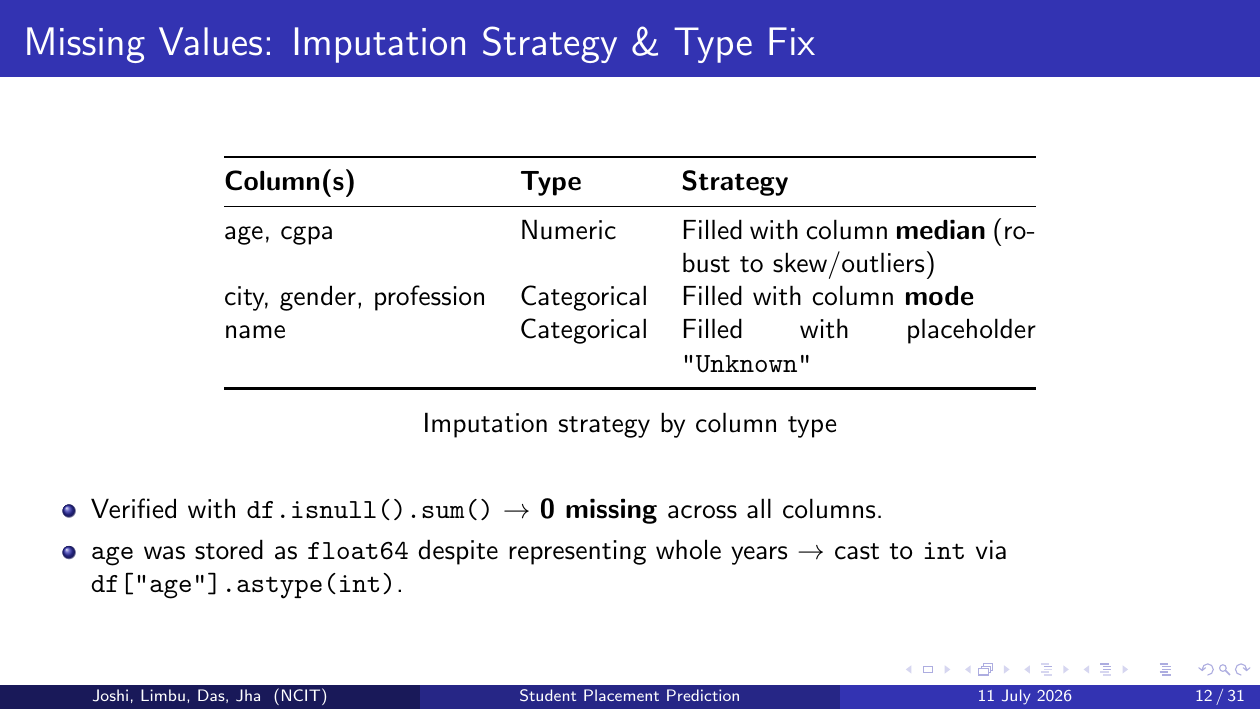 Missing Values: Imputation Strategy & Type Fix
Column(s) Type Strategy
age, cgpa Numeric Filled with column median (ro-
bust to skew/outliers)
city, gender, profession Categorical Filled with column mode
name Categorical Filled with placeholder
"Unknown"
Imputation strategy by column type
Verified with df.isnull().sum() → 0 missing across all columns.
age was stored as float64 despite representing whole years → cast to int via
df["age"].astype(int).
Joshi, Limbu, Das, Jha (NCIT) Student Placement Prediction 11 July 2026 12 / 31